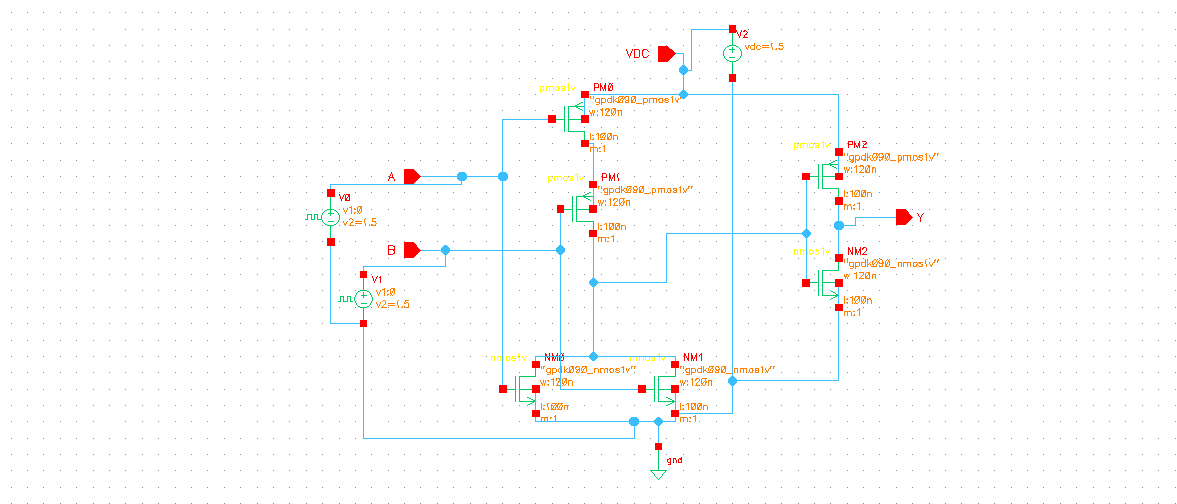 V2
VDC
vdc=1.5
pmos1v
PM0
"gpdk090_pmos1v"
w:120n
l:100n
m:1
pmos1v
PM2
"gpdk090_pmos1v"
w:120n
l:100n
m:1
A
pmos1v
PM1
"gpdk090_pmos1v"
w:120n
l:100n
m:1
V0
v1:0
v2=1.5
Y
B
nmos1v
NM2
"gpdk090_nmos1v"
w:120n
l:100n
m:1
V1
v1:0
v2=1.5
nmos1v
NM0
"gpdk090_nmos1v"
w:120n
l:100n
m:1
nmos1v
NM1
"gpdk090_nmos1v"
w:120n
l:100n
m:1
gnd